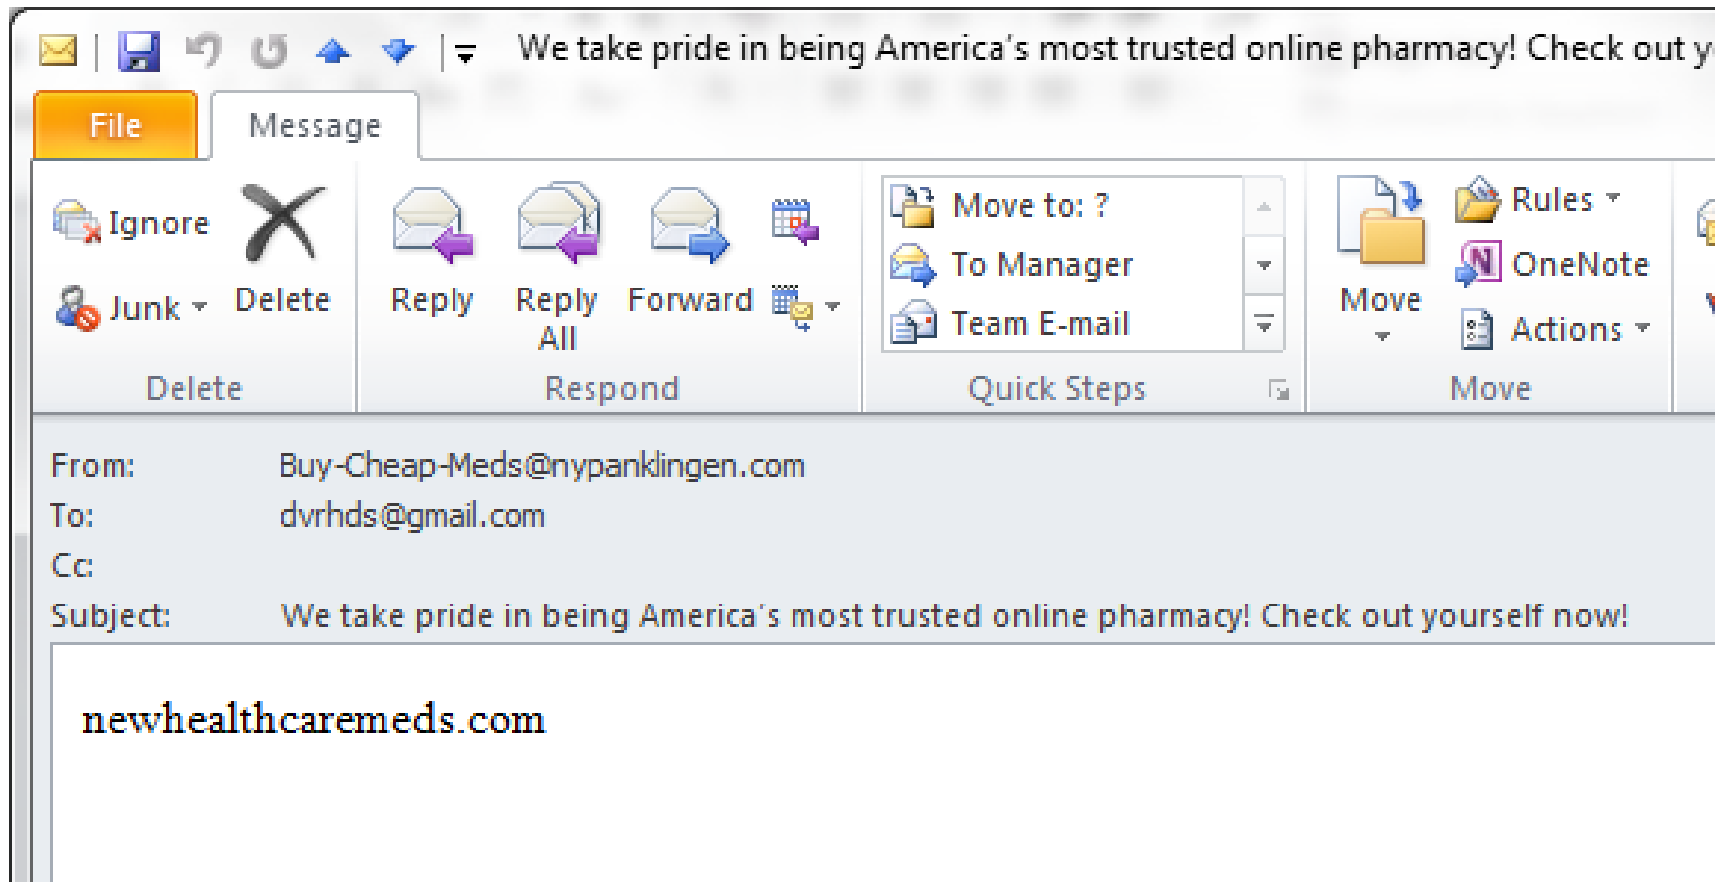 We take pride in being America's most trusted online pharmacy! Check out
File Message
Ignore
Junk
Delete
Reply
Reply All
Forward
Move to: ?
To Manager
Team E-mail
Move
Rules
OneNote
Actions
Delete Respond Quick Steps Move
From: Buy-Cheap-Meds@nypanklingen.com
To: dvrhds@gmail.com
Cc:
Subject: We take pride in being America´s most trusted online pharmacy! Check out yourself now!
newhealthcaremeds.com